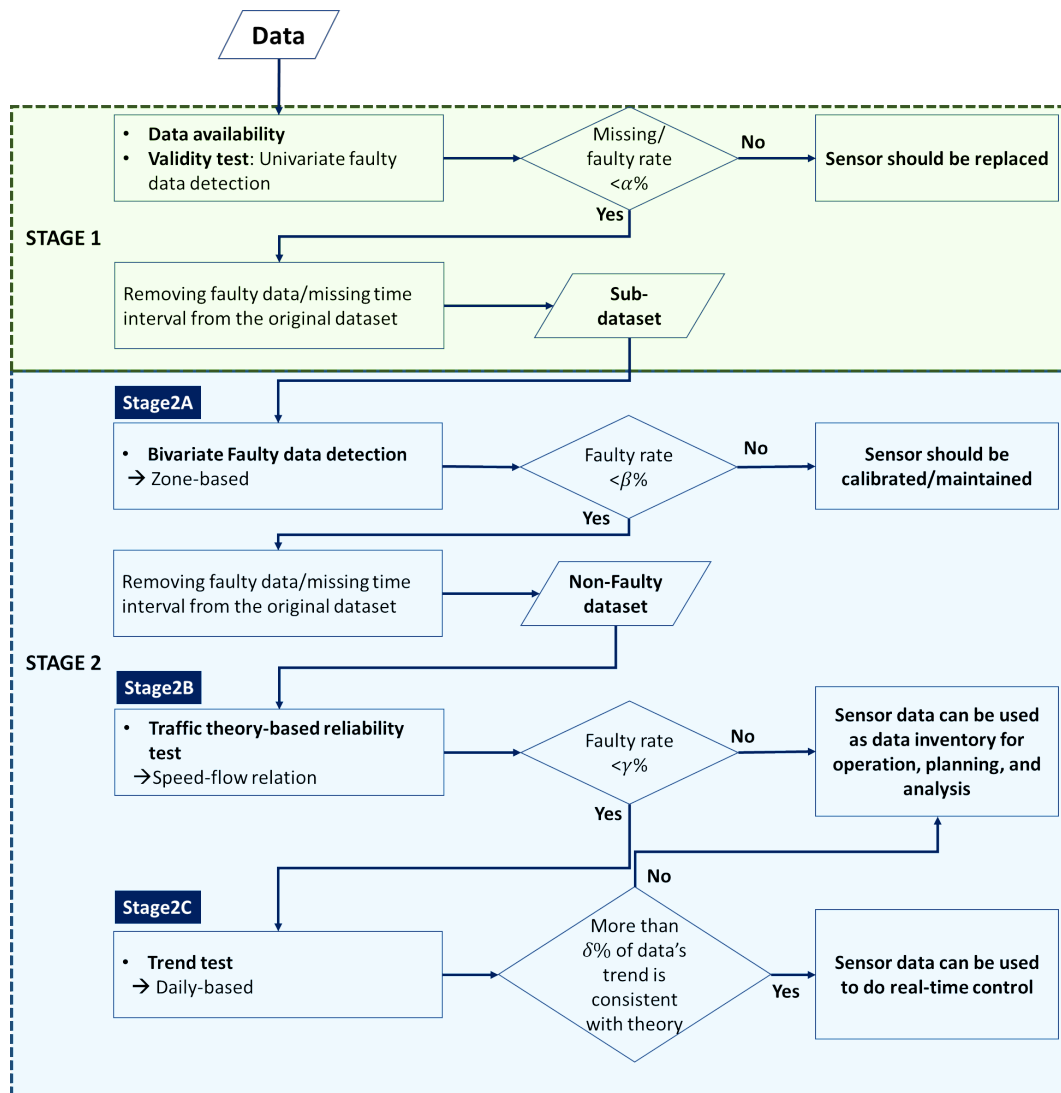 Data
• Data availability
• Validity test: Univariate faulty
data detection
Missing/
faulty rate
<α%
No
Sensor should be replaced
Yes
STAGE 1
Removing faulty data/missing time
interval from the original dataset
Sub-
dataset
Stage2A
• Bivariate Faulty data detection
→ Zone-based
Faulty rate
<β%
No
Sensor should be
calibrated/maintained
Yes
Removing faulty data/missing time
interval from the original dataset
Non-Faulty
dataset
STAGE 2
Stage2B
• Traffic theory-based reliability
test
→Speed-flow relation
Faulty rate
<γ%
No
Sensor data can be used
as data inventory for
operation, planning, and
analysis
Yes
No
Stage2C
• Trend test
→ Daily-based
More than
δ% of data's
trend is
consistent
with theory
Yes
Sensor data can be used
to do real-time control